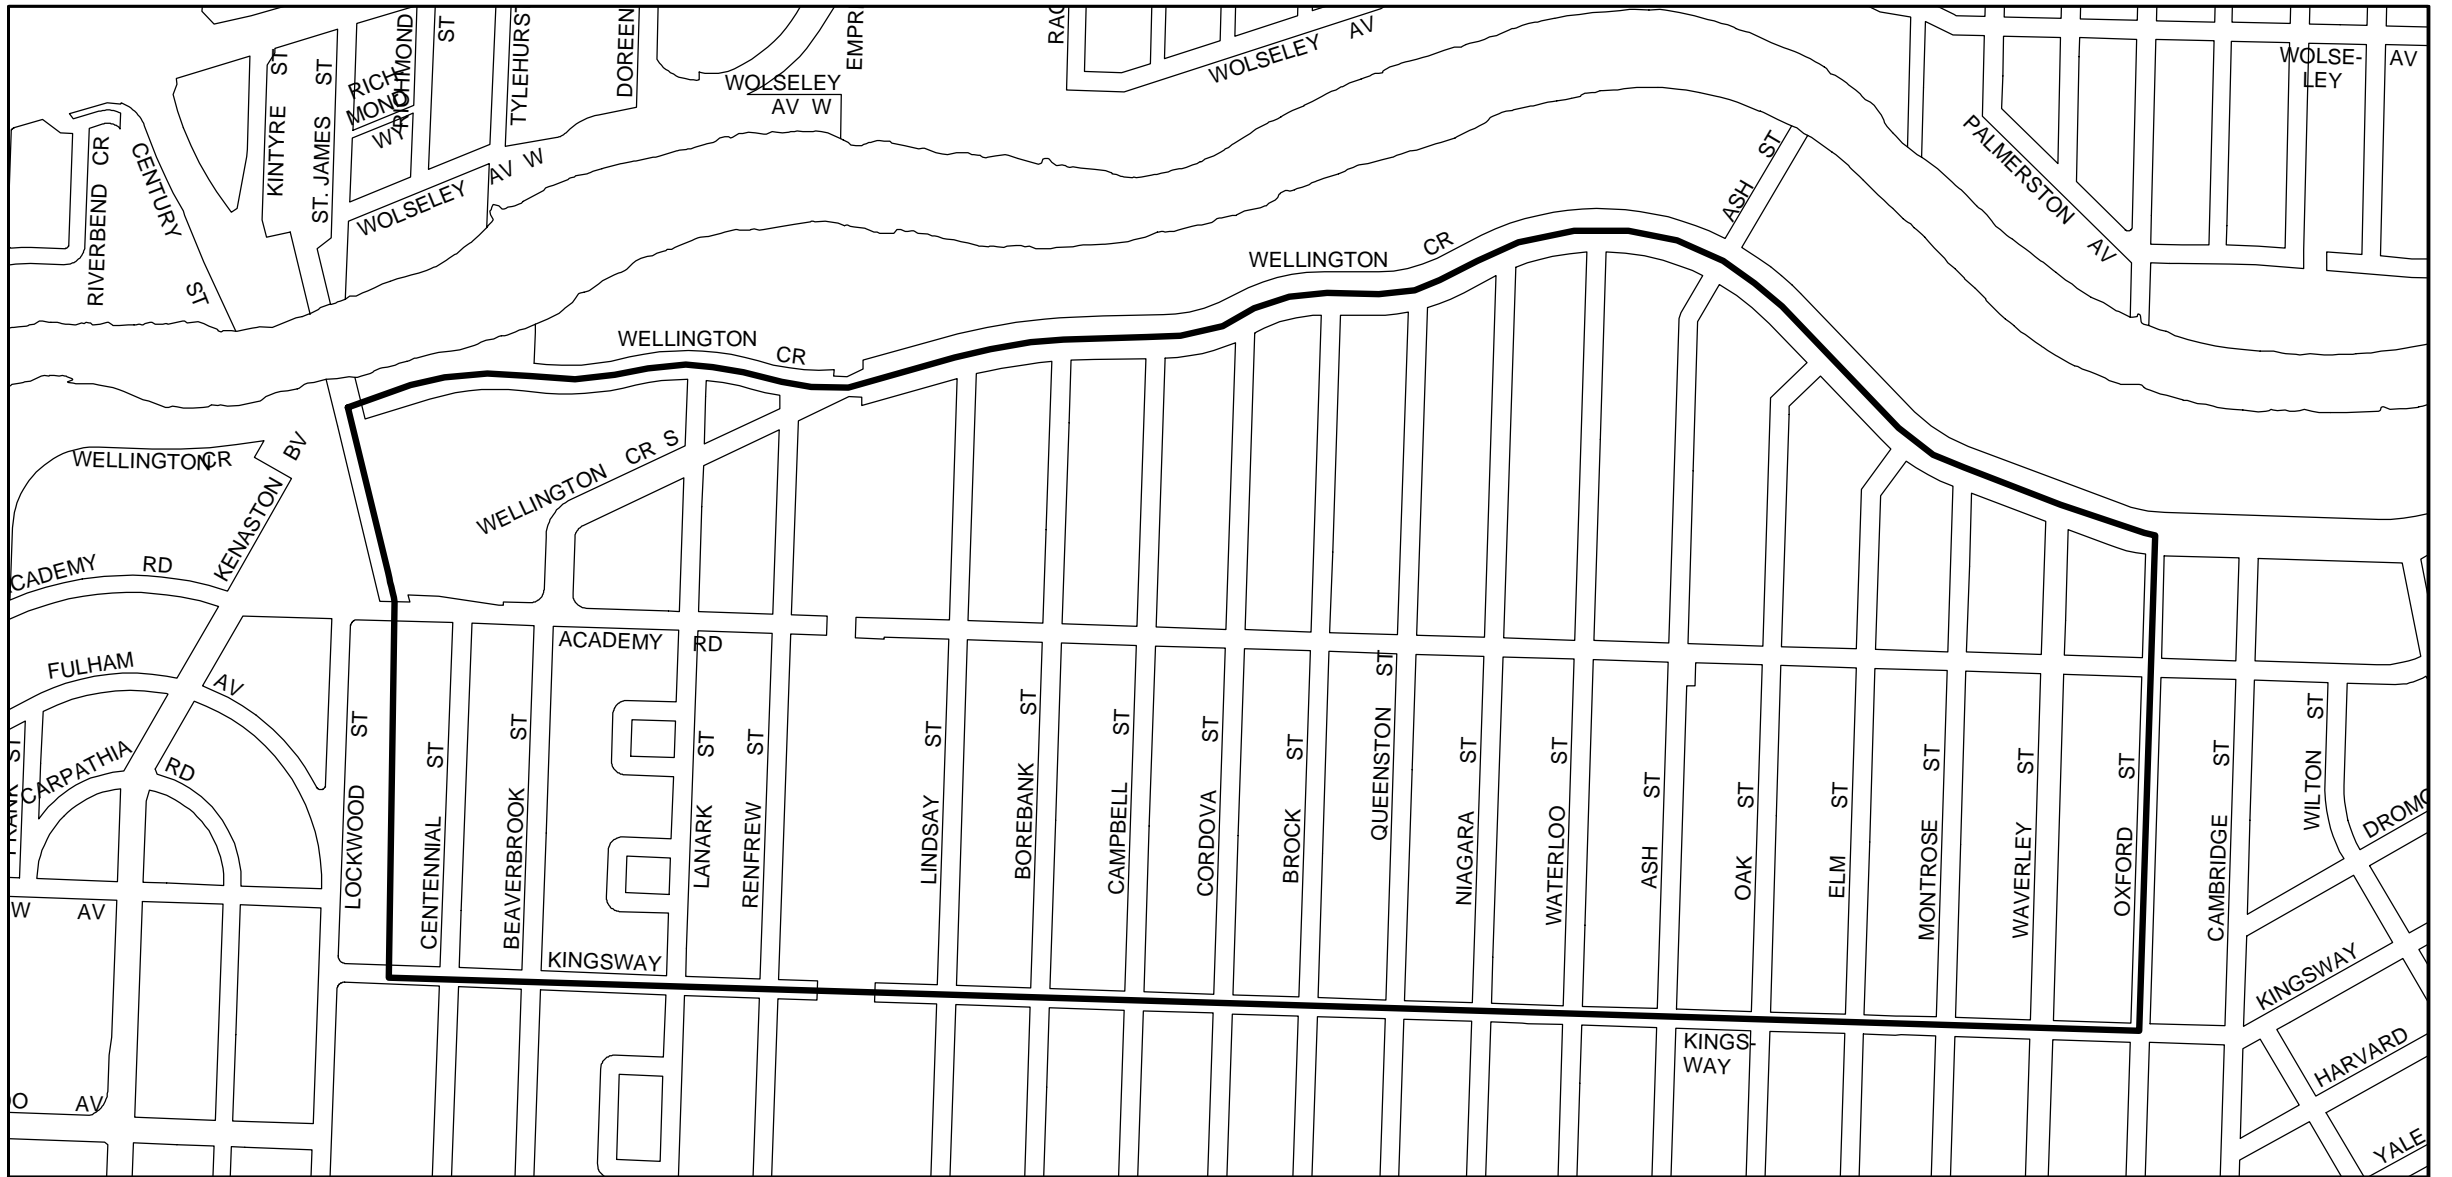 KINTYRE ST
ST. JAMES ST
RICH-
MOND
WY
RICHMOND
ST
TYLEHURST
DOREEN
WOLSELEY
AV W
WOLSELEY AV
WOLSE-
LEY
AV
RIVERBEND CR
CENTURY ST
WOLSELEY AV W
ASH ST
PALMERSTON AV
WELLINGTON CR
WELLINGTON CR
WELLINGTON CR
WELLINGTON CR S
KENASTON BV
CADEMY RD
FULHAM AV
CARPATHIA RD
ACADEMY RD
LOCKWOOD ST
CENTENNIAL ST
BEAVERBROOK ST
LANARK ST
RENFREW ST
LINDSAY ST
BOREBANK ST
CAMPBELL ST
CORDOVA ST
BROCK ST
QUEENSTON ST
NIAGARA ST
WATERLOO ST
ASH ST
OAK ST
ELM ST
MONTROSE ST
WAVERLEY ST
OXFORD ST
CAMBRIDGE ST
WILTON ST
W AV
KINGSWAY
KINGSWAY
KINGS-
WAY
HARVARD
AV
YALE